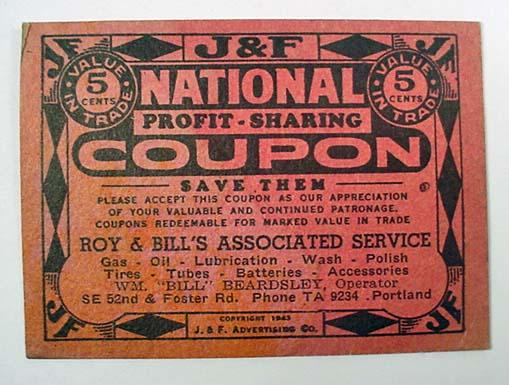 JF J&F JF
VALUE 5 CENTS IN TRADE
VALUE 5 CENTS IN TRADE
NATIONAL
PROFIT-SHARING
COUPON
SAVE THEM
PLEASE ACCEPT THIS COUPON AS OUR APPRECIATION
OF YOUR VALUABLE AND CONTINUED PATRONAGE.
COUPONS REDEEMABLE FOR MARKED VALUE IN TRADE
ROY & BILL'S ASSOCIATED SERVICE
Gas - Oil - Lubrication - Wash - Polish
Tires - Tubes - Batteries - Accessories
WM. "BILL" BEARDSLEY, Operator
SE 52nd & Foster Rd. Phone TA 9234 . Portland
JF JF
COPYRIGHT 1943
J. & F. ADVERTISING CO.